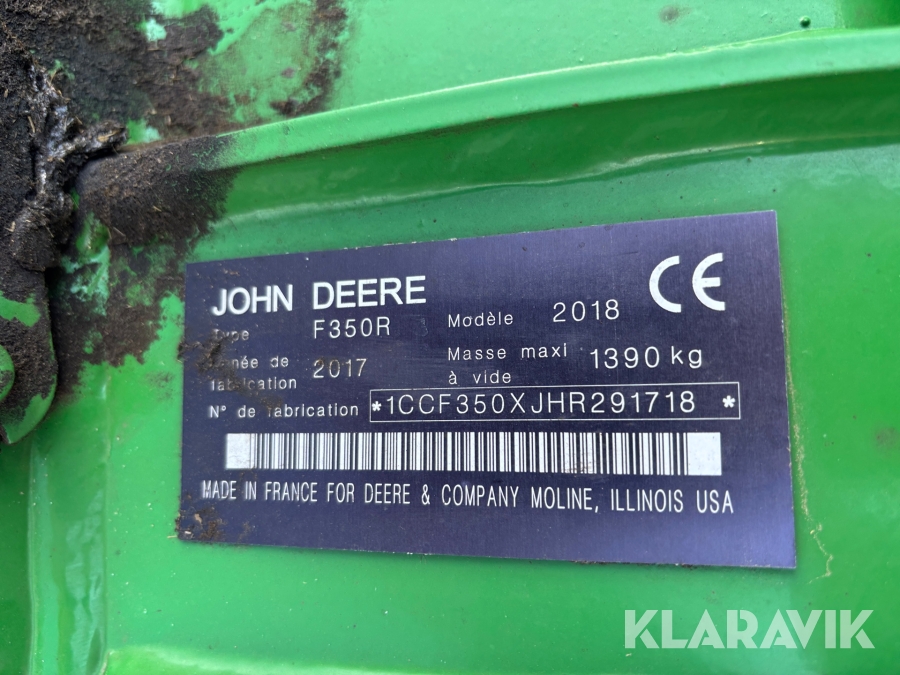 JOHN DEERE
Type F350R Modèle 2018
Année de fabrication 2017 Masse maxi à vide 1390 kg
N° de fabrication *1CCF350XJHR291718*
MADE IN FRANCE FOR DEERE & COMPANY MOLINE, ILLINOIS USA
KLARAVIK